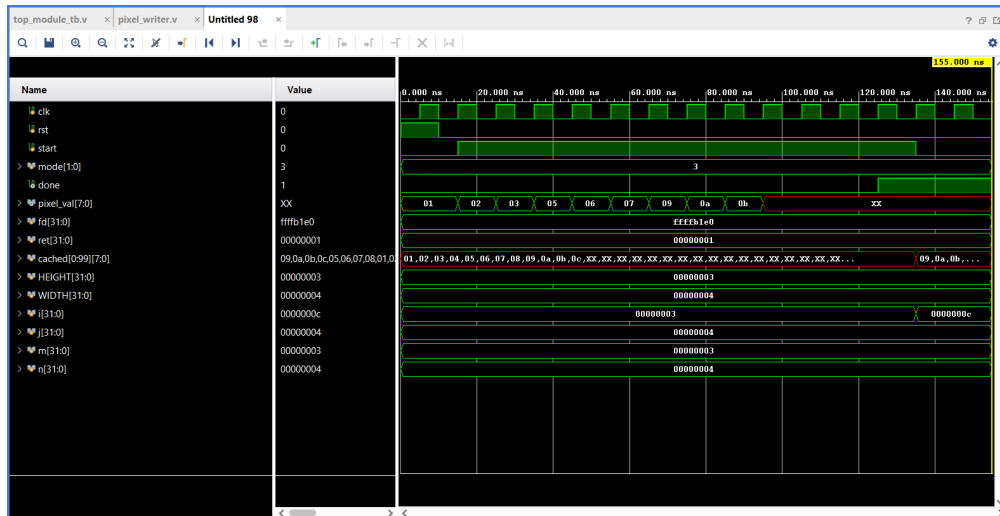 top_module_tb.v × pixel_writer.v × Untitled 98 ×
155.000 ns
Name Value 0.000 ns 20.000 ns 40.000 ns 60.000 ns 80.000 ns 100.000 ns 120.000 ns 140.000 ns
clk 0
rst 0
start 0
mode[1:0] 3 3
done 1
pixel_val[7:0] XX 01 02 03 05 06 07 09 0a 0b XX
fd[31:0] ffffb1e0 ffffb1e0
ret[31:0] 00000001 00000001
cached[0:99][7:0] 09,0a,0b,0c,05,06,07,08,01,02 01,02,03,04,05,06,07,08,09,0a,0b,0c,XX,XX,XX,XX,XX,XX,XX,XX,XX,XX,XX,XX,XX,XX,XX,XX,XX... 09,0a,0b,...
HEIGHT[31:0] 00000003 00000003
WIDTH[31:0] 00000004 00000004
i[31:0] 0000000c 00000003 0000000c
j[31:0] 00000004 00000004
m[31:0] 00000003 00000003
n[31:0] 00000004 00000004